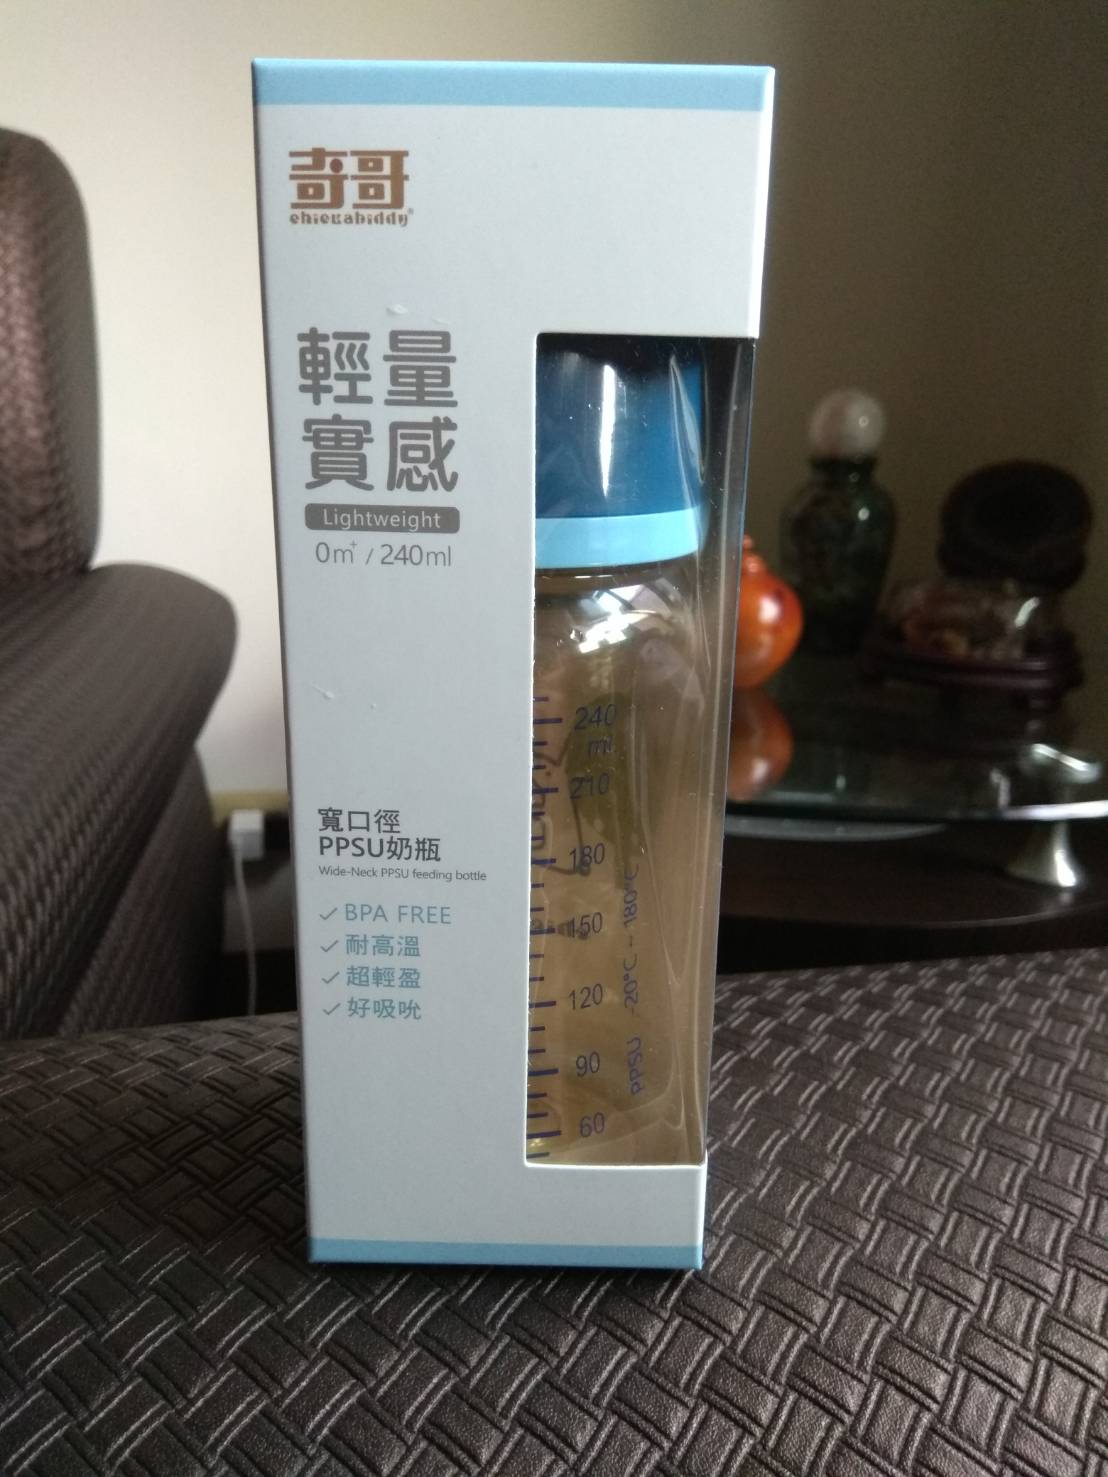 奇哥
chickabiddy®
輕量
實感
Lightweight
0m⁺ / 240ml
寬口徑
PPSU奶瓶
Wide-Neck PPSU feeding bottle
✓ BPA FREE
✓ 耐高溫
✓ 超輕盈
✓ 好吸吮
240
ml
210
180
150
120
90
60
PPSU -20°C ~ 180°C